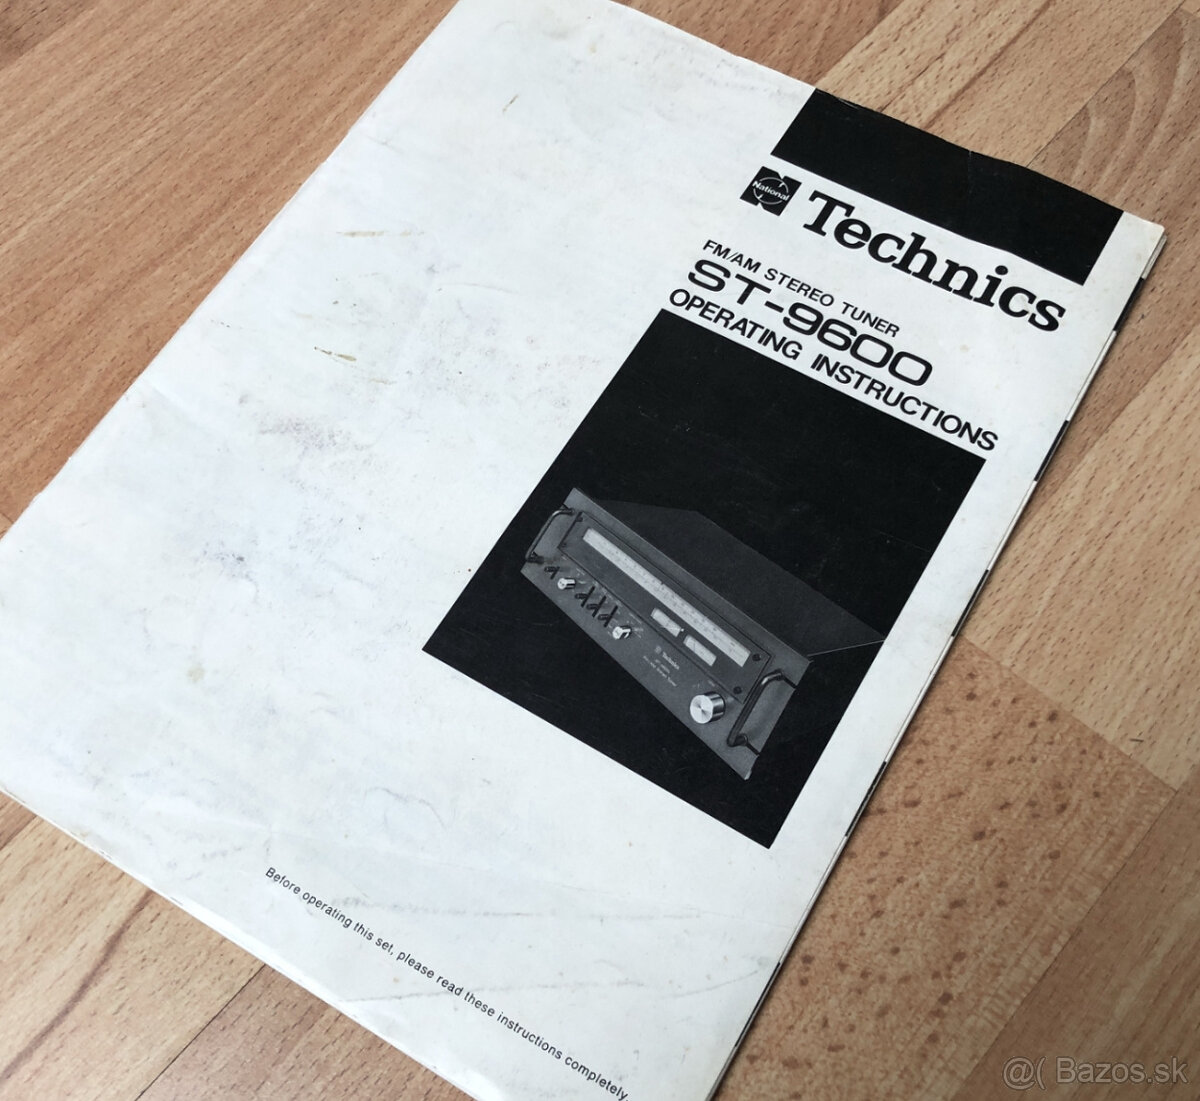 National
Technics
FM/AM STEREO TUNER
ST-9600
OPERATING INSTRUCTIONS
Technics
Before operating this set, please read these instructions completely.
@( Bazos.sk